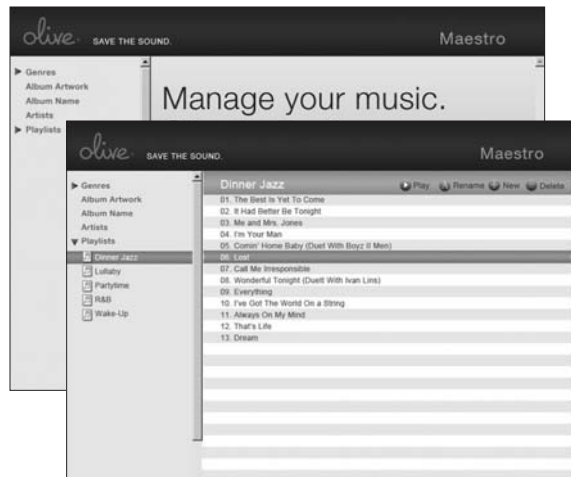 olive SAVE THE SOUND. Maestro
Genres
Album Artwork
Album Name
Artists
Playlists
Manage your music.
olive SAVE THE SOUND. Maestro
Genres
Album Artwork
Album Name
Artists
Playlists
Dinner Jazz
Lullaby
Partytime
R&B
Wake-Up
Dinner Jazz Play Rename New Delete
01. The Best Is Yet To Come
02. It Had Better Be Tonight
03. Me and Mrs. Jones
04. I'm Your Man
05. Comin' Home Baby (Duet With Boyz II Men)
06. Lost
07. Call Me Irresponsible
08. Wonderful Tonight (Duett With Ivan Lins)
09. Everything
10. I've Got The World On a String
11. Always On My Mind
12. That's Life
13. Dream